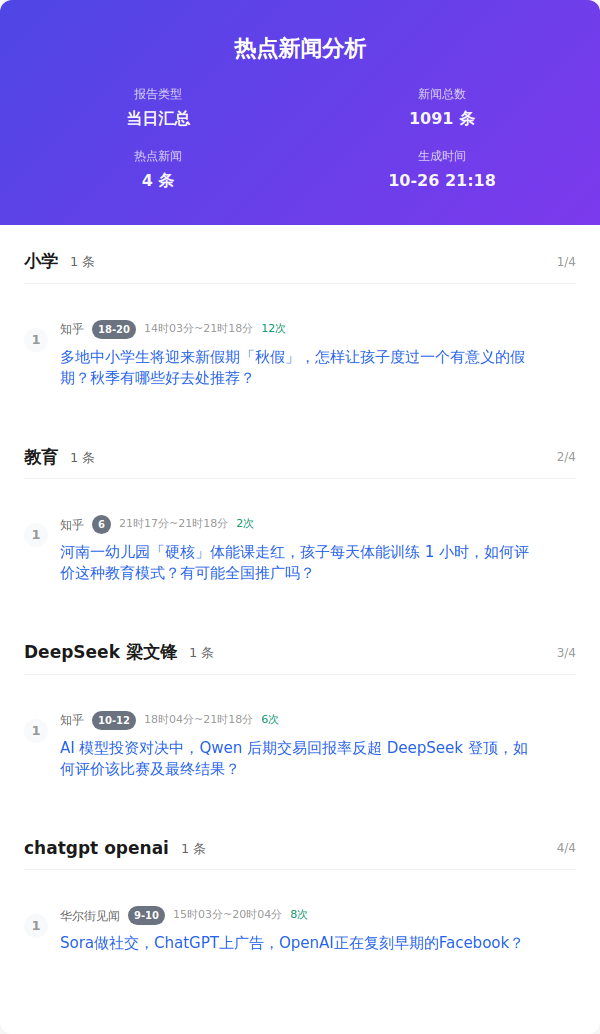 热点新闻分析
报告类型
新闻总数
当日汇总
1091 条
热点新闻
生成时间
4 条
10-26 21:18
小学 1 条 1/4
1 知乎 18-20 14时03分~21时18分 12次
多地中小学生将迎来新假期「秋假」，怎样让孩子度过一个有意义的假
期？秋季有哪些好去处推荐？
教育 1 条 2/4
1 知乎 6 21时17分~21时18分 2次
河南一幼儿园「硬核」体能课走红，孩子每天体能训练 1 小时，如何评
价这种教育模式？有可能全国推广吗？
DeepSeek 梁文锋 1 条 3/4
1 知乎 10-12 18时04分~21时18分 6次
AI 模型投资对决中，Qwen 后期交易回报率反超 DeepSeek 登顶，如
何评价该比赛及最终结果？
chatgpt openai 1 条 4/4
1 华尔街见闻 9-10 15时03分~20时04分 8次
Sora做社交，ChatGPT上广告，OpenAI正在复刻早期的Facebook？